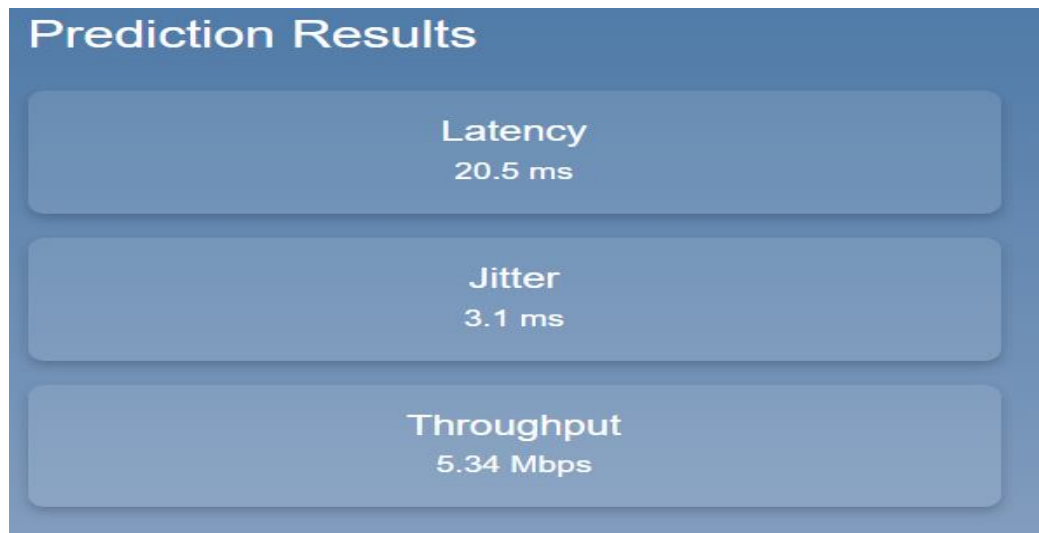 Prediction Results
Latency
20.5 ms
Jitter
3.1 ms
Throughput
5.34 Mbps